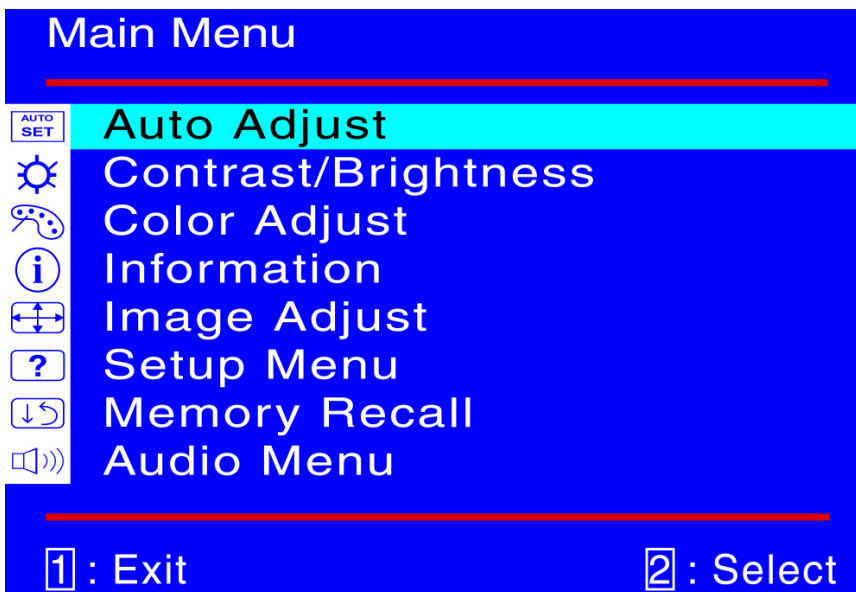 Main Menu
AUTO SET Auto Adjust
Contrast/Brightness
Color Adjust
i Information
Image Adjust
? Setup Menu
Memory Recall
Audio Menu
1 : Exit 2 : Select